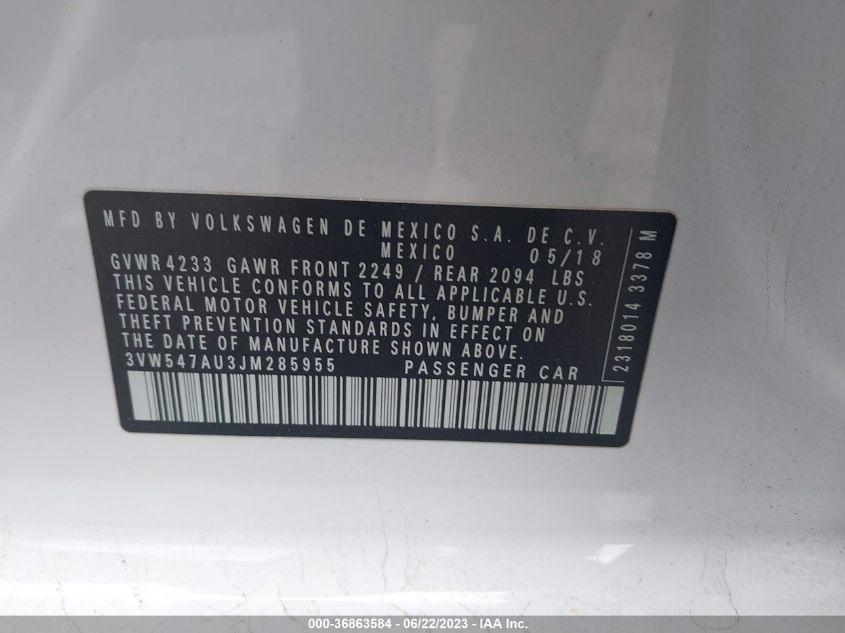 MFD BY VOLKSWAGEN DE MEXICO S.A. DE C.V.
MEXICO 05/18
GVWR 4233 GAWR FRONT 2249 / REAR 2094 LBS
THIS VEHICLE CONFORMS TO ALL APPLICABLE U.S.
FEDERAL MOTOR VEHICLE SAFETY, BUMPER AND
THEFT PREVENTION STANDARDS IN EFFECT ON
THE DATE OF MANUFACTURE SHOWN ABOVE.
3VW547AU3JM285955 PASSENGER CAR
2318014 3378 M
000-36863584 - 06/22/2023 - IAA Inc.